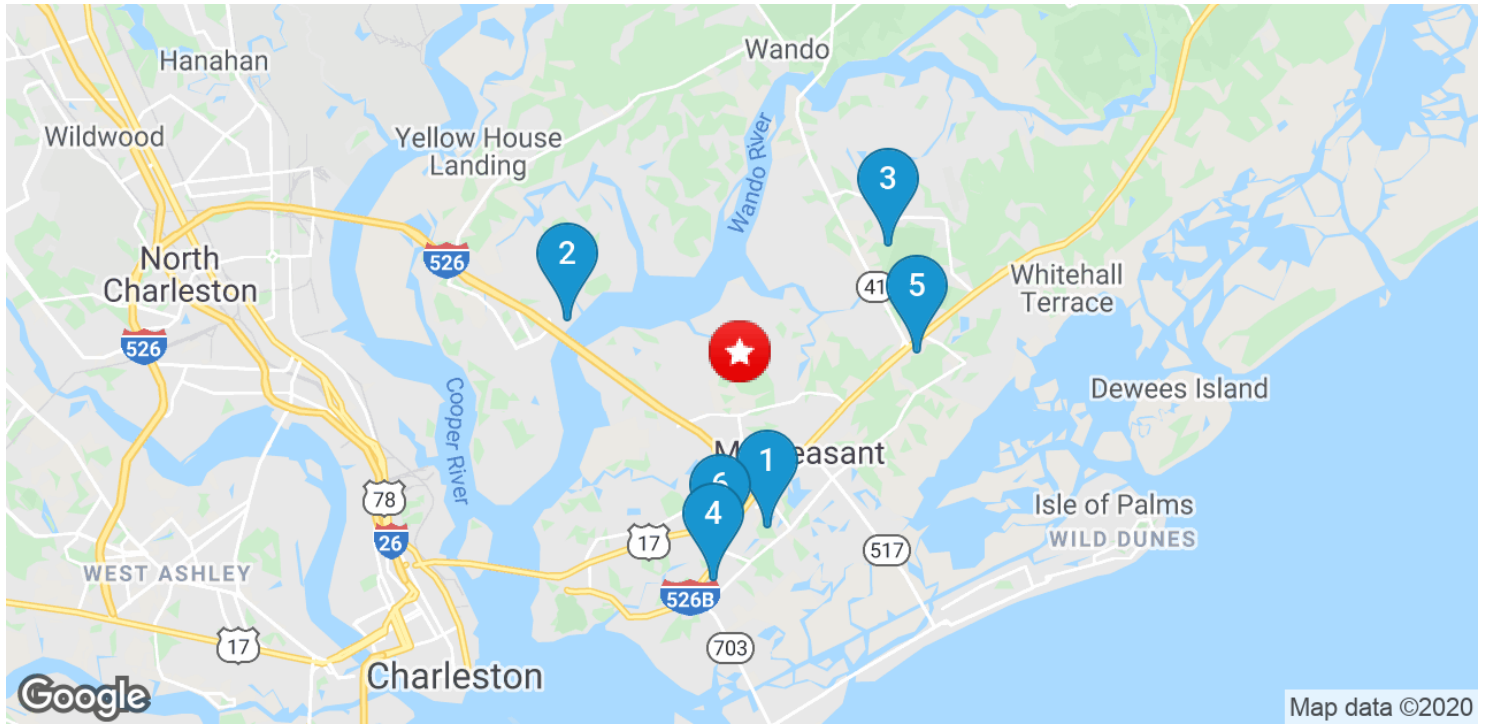 Wando
Hanahan
Wildwood
Yellow House
Landing
Wando River
3
2
526
North
Charleston
41
5
Whitehall
Terrace
526
Cooper River
Dewees Island
1
6
4
78
Isle of Palms
WILD DUNES
26
17
517
WEST ASHLEY
526B
17
703
Charleston
Google
Map data ©2020